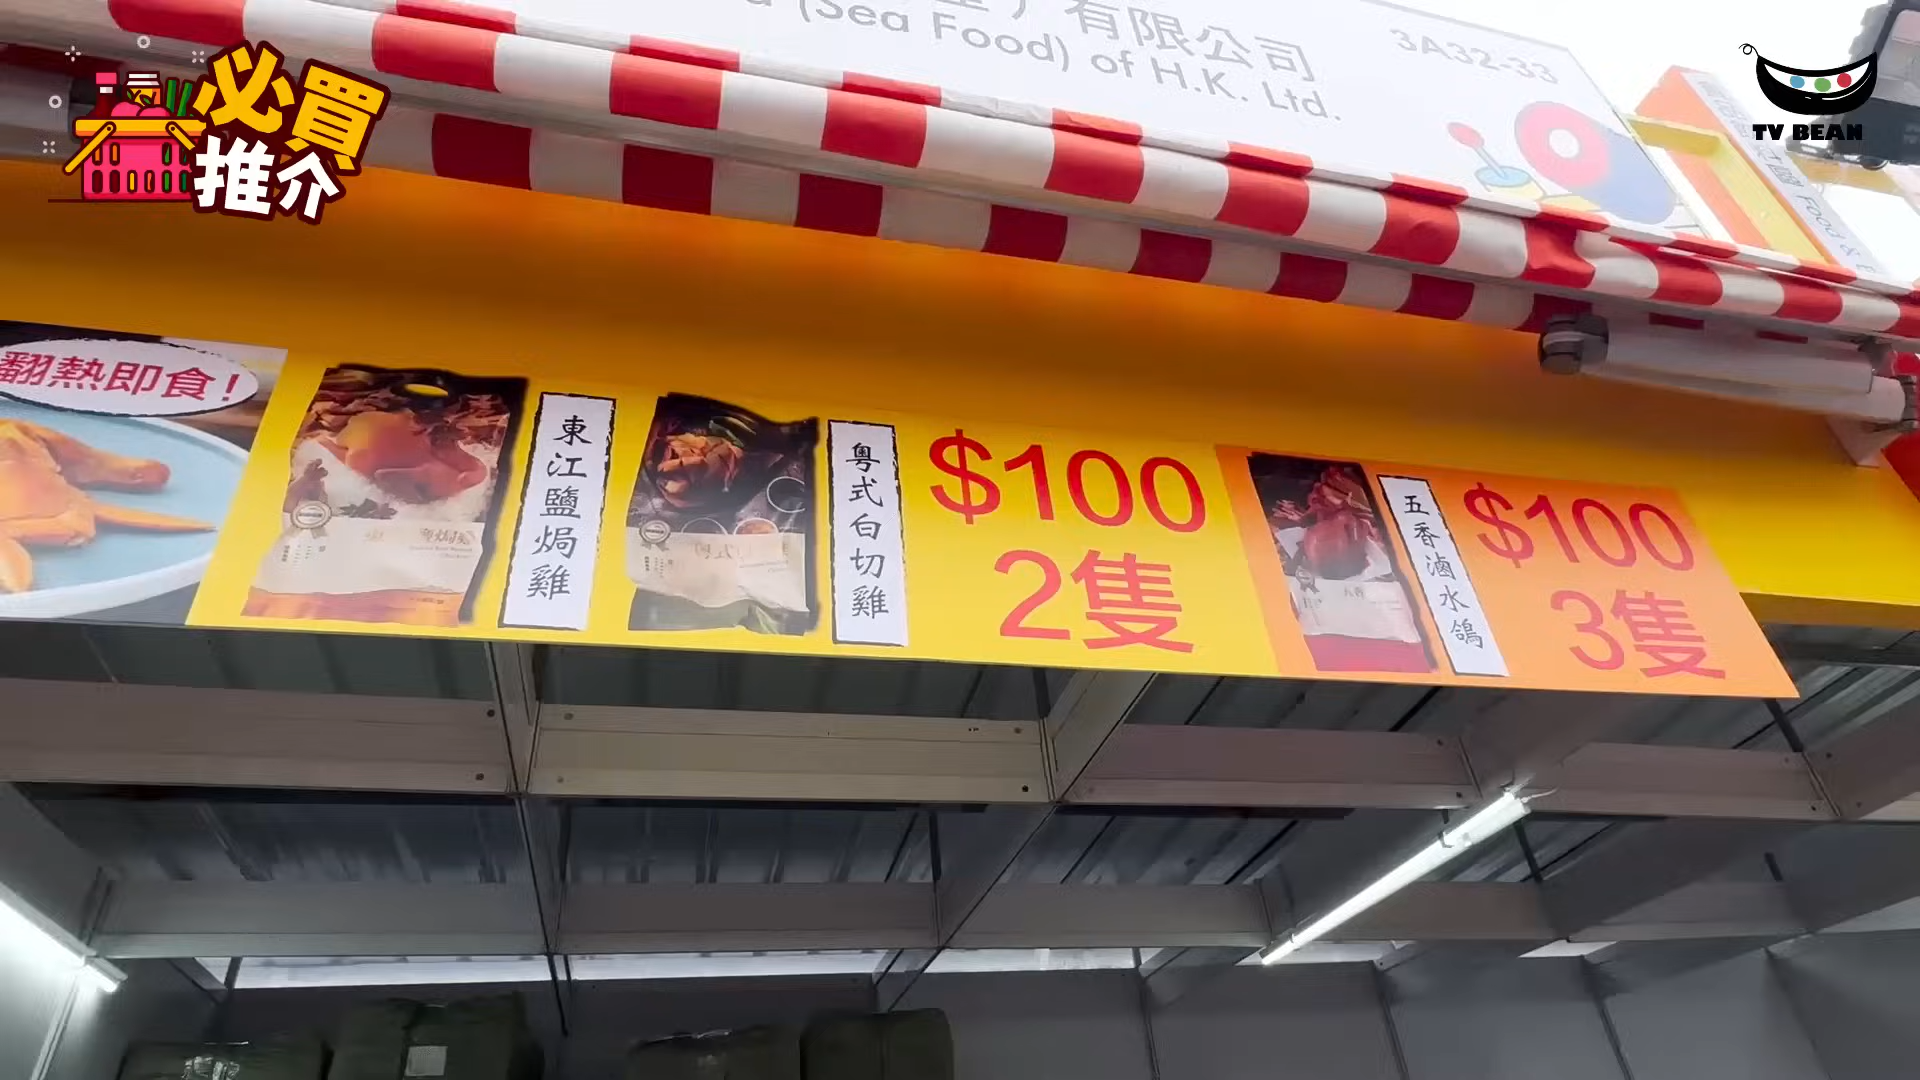 必買
推介
有限公司
3A32-33
(Sea Food) of H.K. Ltd.
TV BEAN
翻熱即食!
東江鹽焗雞
粵式白切雞
$100
2隻
五香滷水鴿
$100
3隻